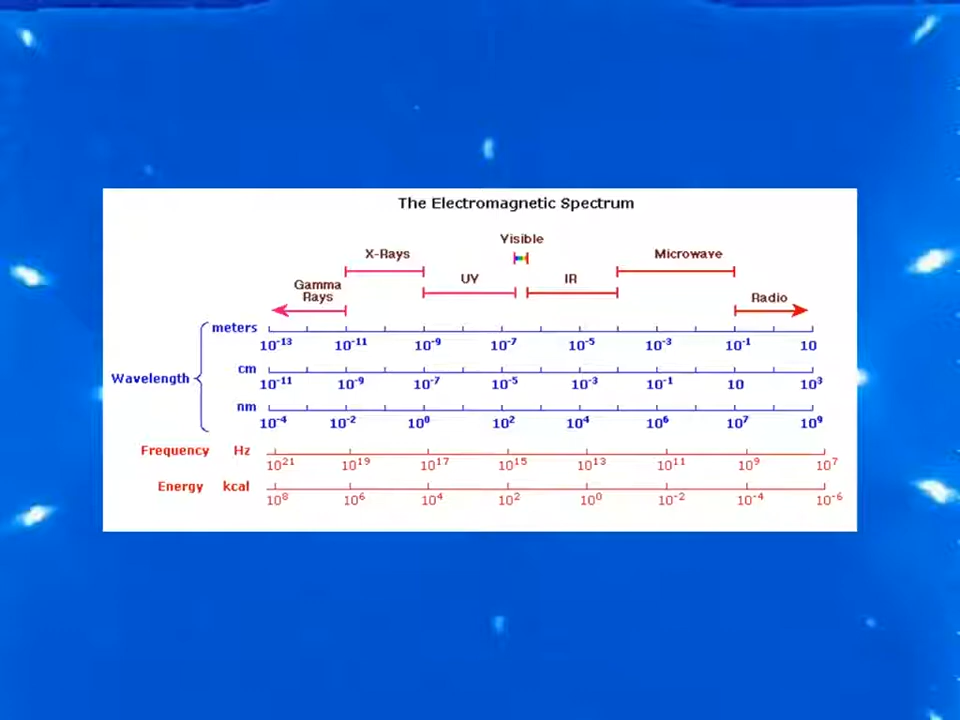 The Electromagnetic Spectrum
Visible
X-Rays
Microwave
UV
IR
Gamma
Rays
Radio
meters
10⁻¹³ 10⁻¹¹ 10⁻⁹ 10⁻⁷ 10⁻⁵ 10⁻³ 10⁻¹ 10
Wavelength
cm
10⁻¹¹ 10⁻⁹ 10⁻⁷ 10⁻⁵ 10⁻³ 10⁻¹ 10 10³
nm
10⁻⁴ 10⁻² 10⁰ 10² 10⁴ 10⁶ 10⁷ 10⁹
Frequency Hz
10²¹ 10¹⁹ 10¹⁷ 10¹⁵ 10¹³ 10¹¹ 10⁹ 10⁷
Energy kcal
10⁸ 10⁶ 10⁴ 10² 10⁰ 10⁻² 10⁻⁴ 10⁻⁶